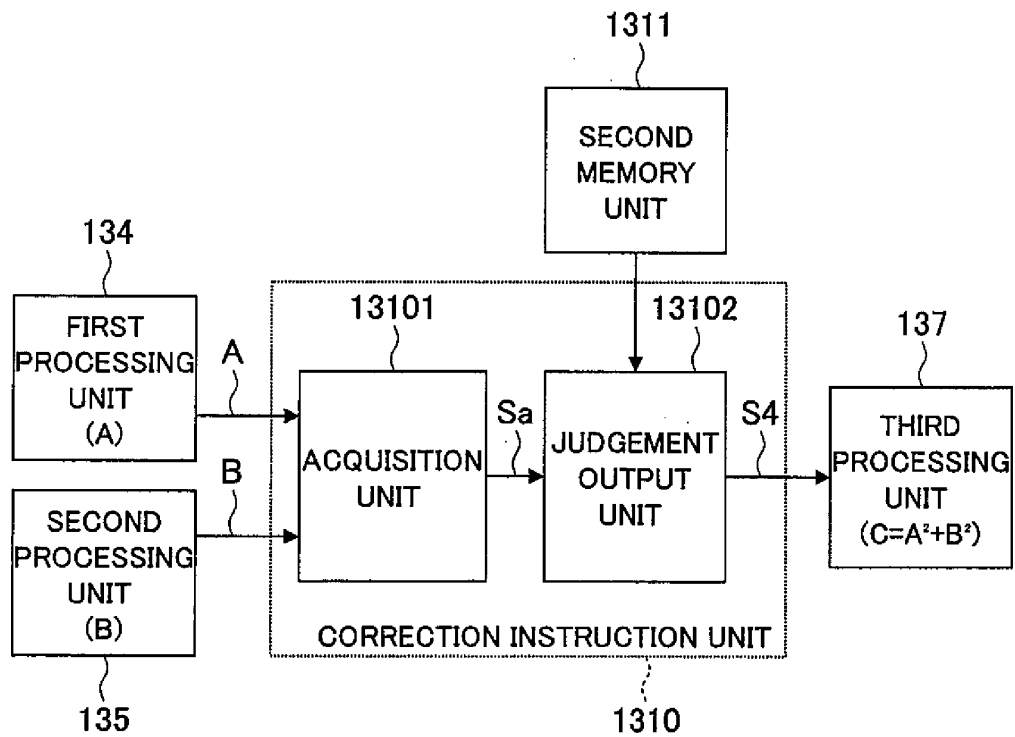 1311
SECOND
MEMORY
UNIT
134
FIRST
PROCESSING
UNIT
(A)
A
13101
13102
137
ACQUISITION
UNIT
Sa
JUDGEMENT
OUTPUT
UNIT
S4
THIRD
PROCESSING
UNIT
(C=A²+B²)
B
SECOND
PROCESSING
UNIT
(B)
CORRECTION INSTRUCTION UNIT
135
1310